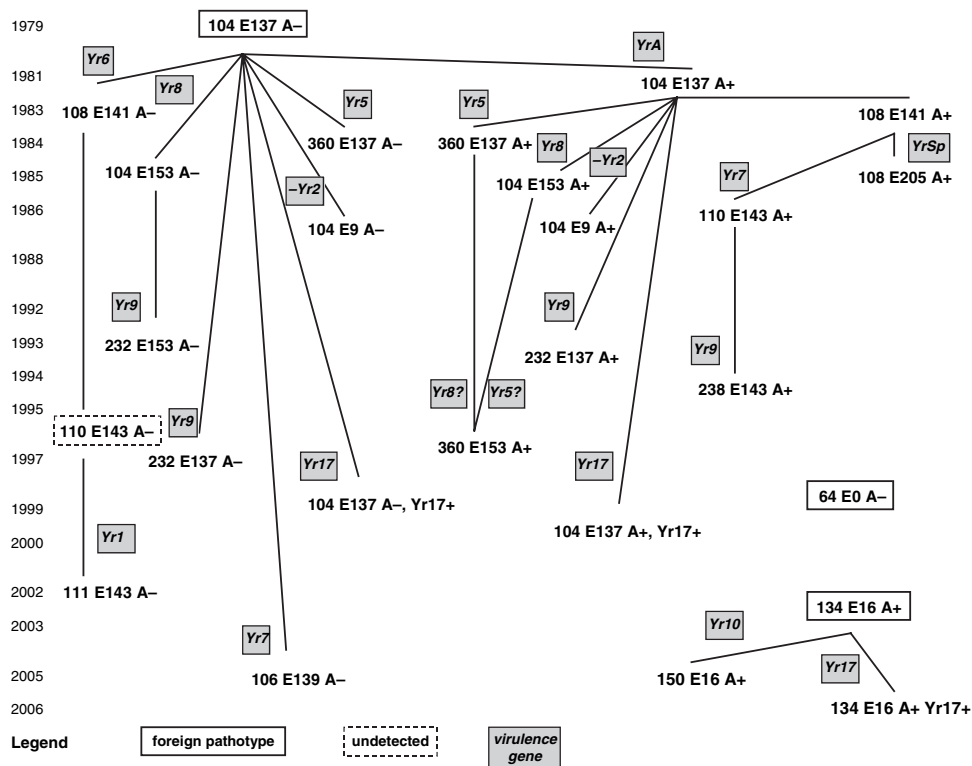 1979
104 E137 A–
Yr6
YrA
1981
Yr8
104 E137 A+
1983
108 E141 A–
Yr5
Yr5
108 E141 A+
1984
360 E137 A–
360 E137 A+
Yr8
YrSp
–Yr2
1985
104 E153 A–
104 E153 A+
Yr7
108 E205 A+
–Yr2
1986
104 E9 A–
104 E9 A+
110 E143 A+
1988
1992
Yr9
Yr9
1993
232 E153 A–
232 E137 A+
Yr9
1994
238 E143 A+
Yr8?
Yr5?
1995
110 E143 A–
Yr9
360 E153 A+
1997
232 E137 A–
Yr17
Yr17
1999
104 E137 A–, Yr17+
64 E0 A–
2000
Yr1
104 E137 A+, Yr17+
2002
111 E143 A–
134 E16 A+
2003
Yr7
Yr10
2005
106 E139 A–
150 E16 A+
Yr17
2006
134 E16 A+ Yr17+
Legend
foreign pathotype
undetected
virulence
gene